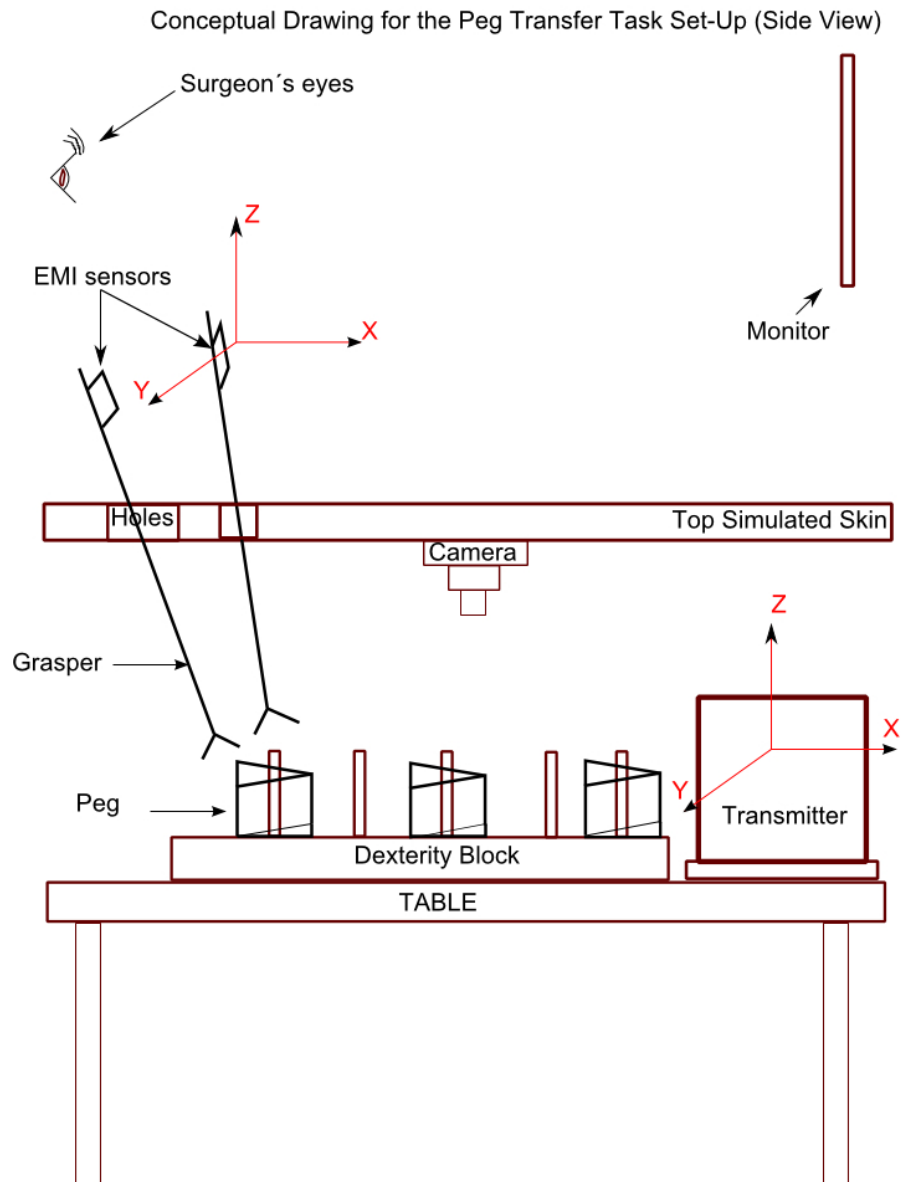 Conceptual Drawing for the Peg Transfer Task Set-Up (Side View)
Surgeon´s eyes
Z
EMI sensors
X
Monitor
Y
Holes
Top Simulated Skin
Camera
Z
Grasper
X
Y
Peg
Transmitter
Dexterity Block
TABLE